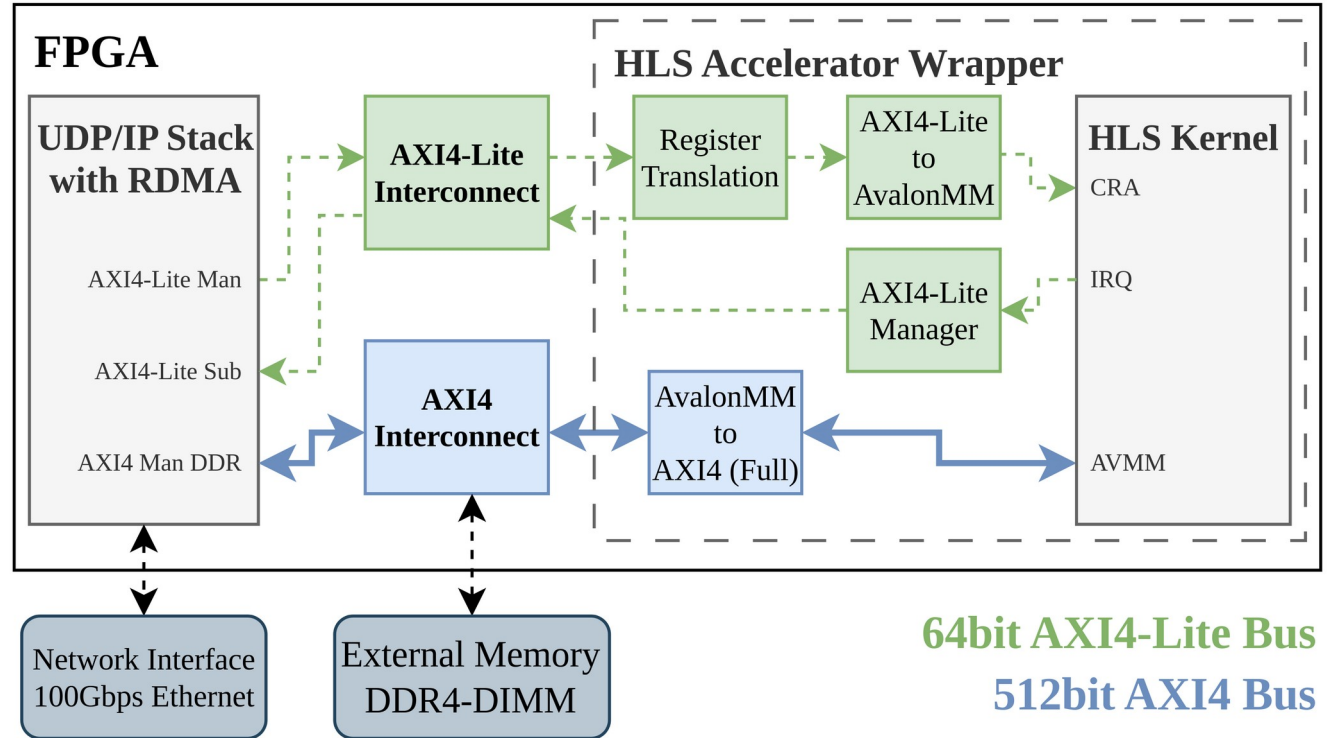 FPGA
HLS Accelerator Wrapper
UDP/IP Stack
with RDMA
AXI4-Lite Man
AXI4-Lite Sub
AXI4 Man DDR
AXI4-Lite
Interconnect
AXI4
Interconnect
Register
Translation
AXI4-Lite
to
AvalonMM
AXI4-Lite
Manager
AvalonMM
to
AXI4 (Full)
HLS Kernel
CRA
IRQ
AVMM
Network Interface
100Gbps Ethernet
External Memory
DDR4-DIMM
64bit AXI4-Lite Bus
512bit AXI4 Bus